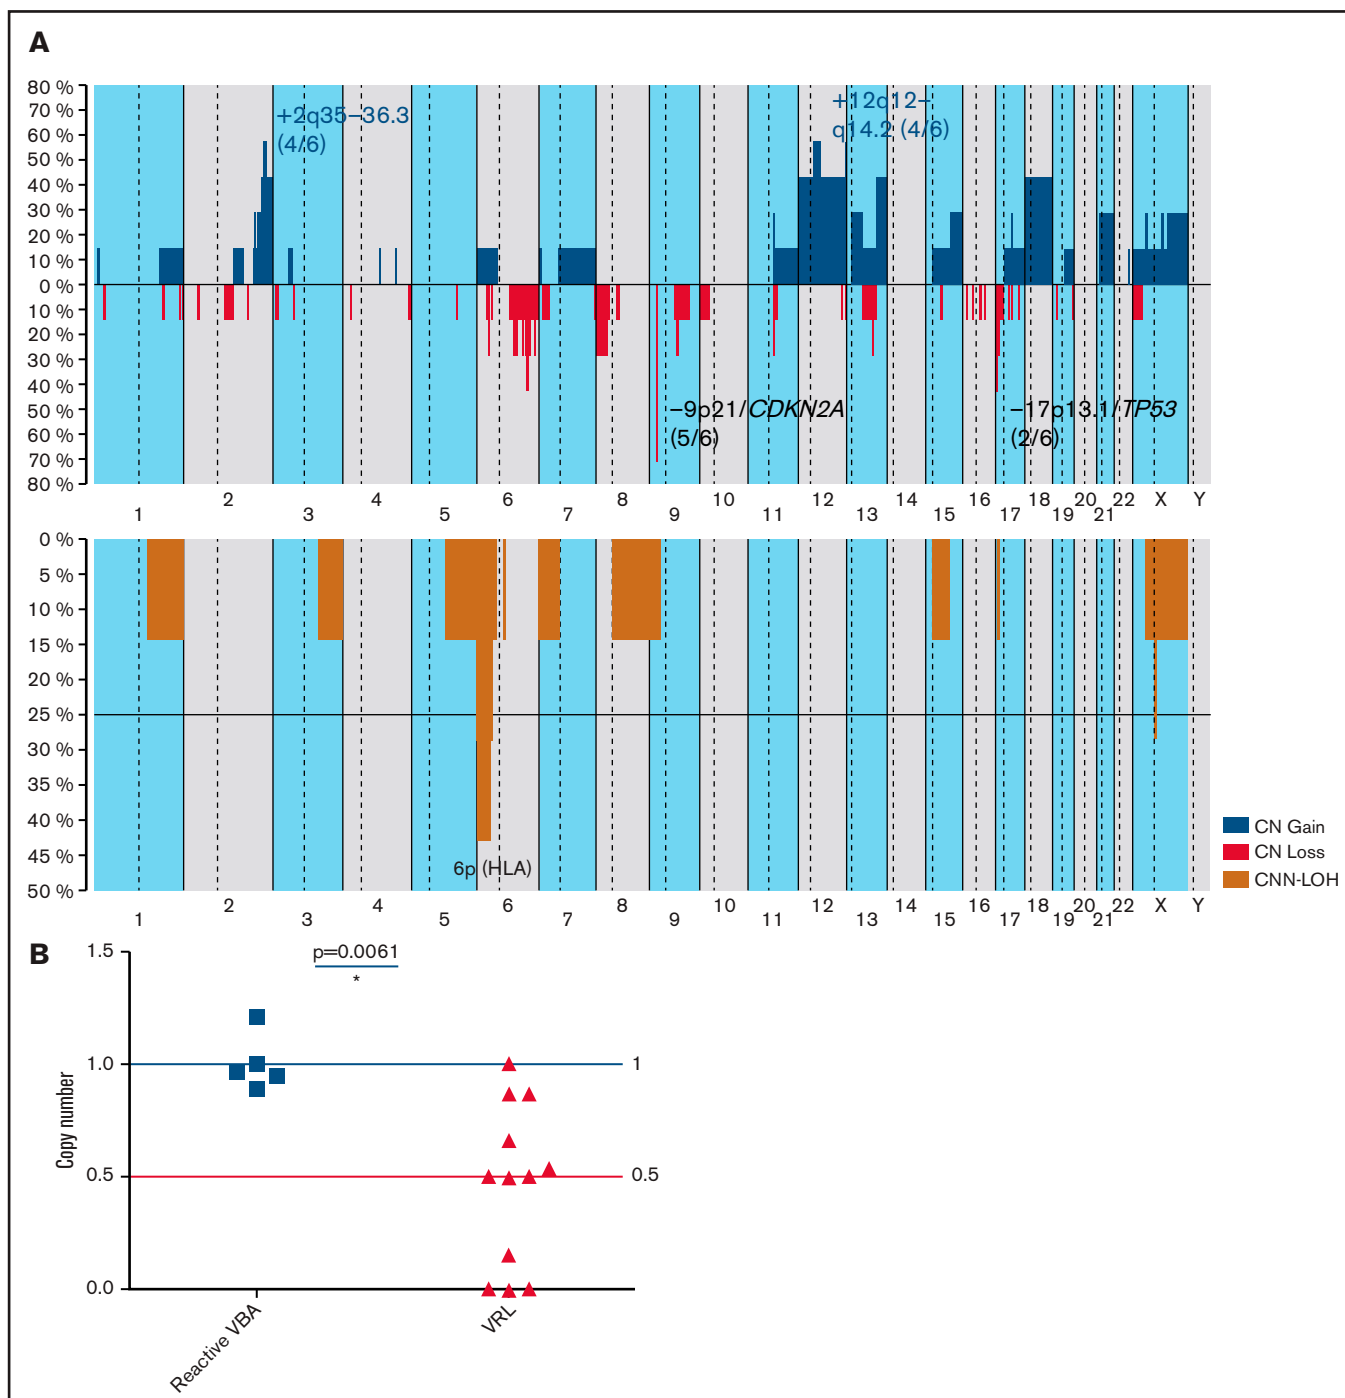 A
80 %
70 %
60 %
50 %
40 %
30 %
20 %
10 %
0 %
10 %
20 %
30 %
40 %
50 %
60 %
70 %
80 %
+2q35–36.3
(4/6)
+12q12–
q14.2 (4/6)
–9p21/CDKN2A
(5/6)
–17p13.1/TP53
(2/6)
1 2 3 4 5 6 7 8 9 10 11 12 13 14 15 16 17 18 19 20 21 22 X Y
0 %
5 %
10 %
15 %
20 %
25 %
30 %
35 %
40 %
45 %
50 %
6p (HLA)
1 2 3 4 5 6 7 8 9 10 11 12 13 14 15 16 17 18 19 20 21 22 X Y
CN Gain
CN Loss
CNN-LOH
B
p=0.0061
*
Copy number
1.5
1.0
0.5
0.0
1
0.5
Reactive VBA
VRL